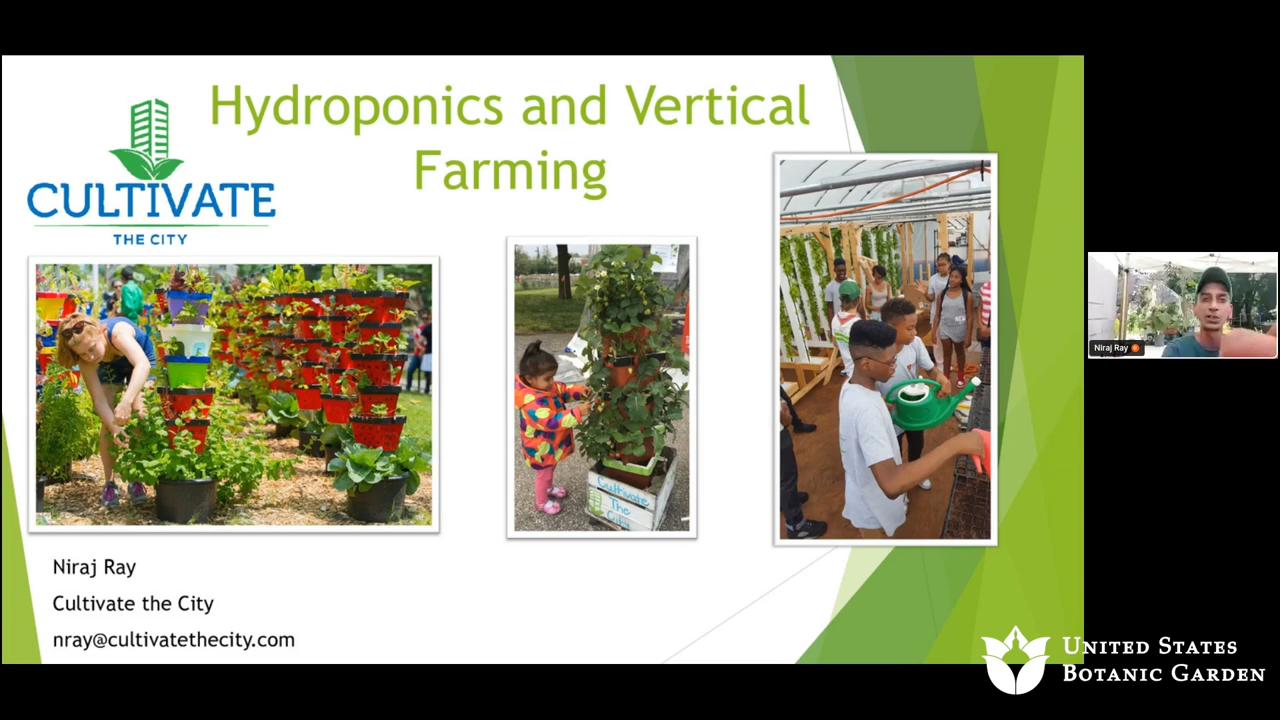 Hydroponics and Vertical
Farming
CULTIVATE
THE CITY
Cultivate
The
City
Niraj Ray
Cultivate the City
nray@cultivatethecity.com
Niraj Ray
UNITED STATES
BOTANIC GARDEN